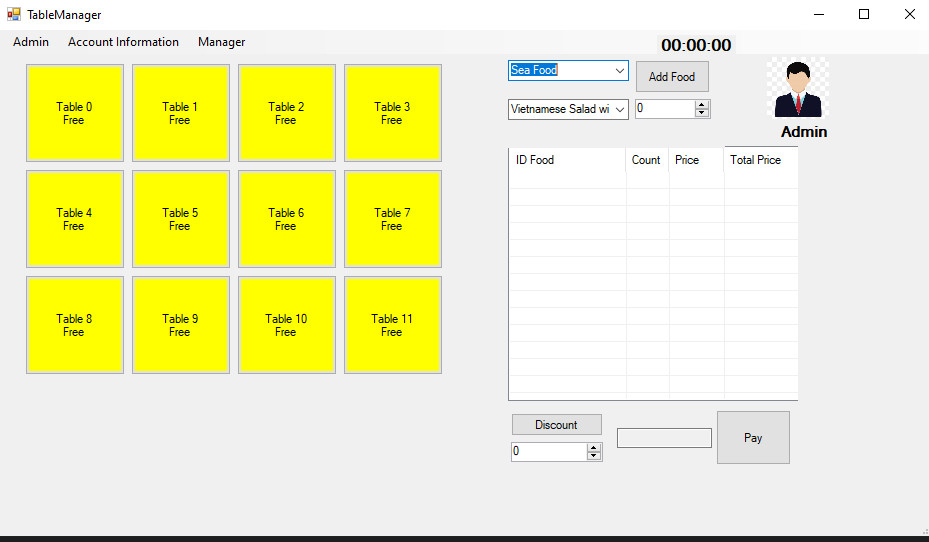 TableManager
Admin Account Information Manager
00:00:00
Table 0
Free
Table 1
Free
Table 2
Free
Table 3
Free
Table 4
Free
Table 5
Free
Table 6
Free
Table 7
Free
Table 8
Free
Table 9
Free
Table 10
Free
Table 11
Free
Sea Food
Add Food
Vietnamese Salad wi
0
Admin
ID Food Count Price Total Price
Discount
0
Pay